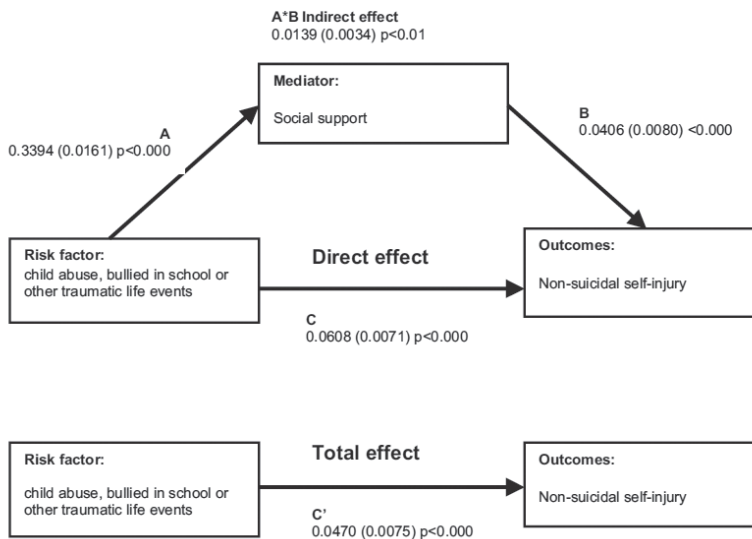 A*B Indirect effect
0.0139 (0.0034) p<0.01
Mediator:
Social support
A
0.3394 (0.0161) p<0.000
B
0.0406 (0.0080) <0.000
Risk factor:
child abuse, bullied in school or
other traumatic life events
Direct effect
C
0.0608 (0.0071) p<0.000
Outcomes:
Non-suicidal self-injury
Risk factor:
child abuse, bullied in school or
other traumatic life events
Total effect
C'
0.0470 (0.0075) p<0.000
Outcomes:
Non-suicidal self-injury